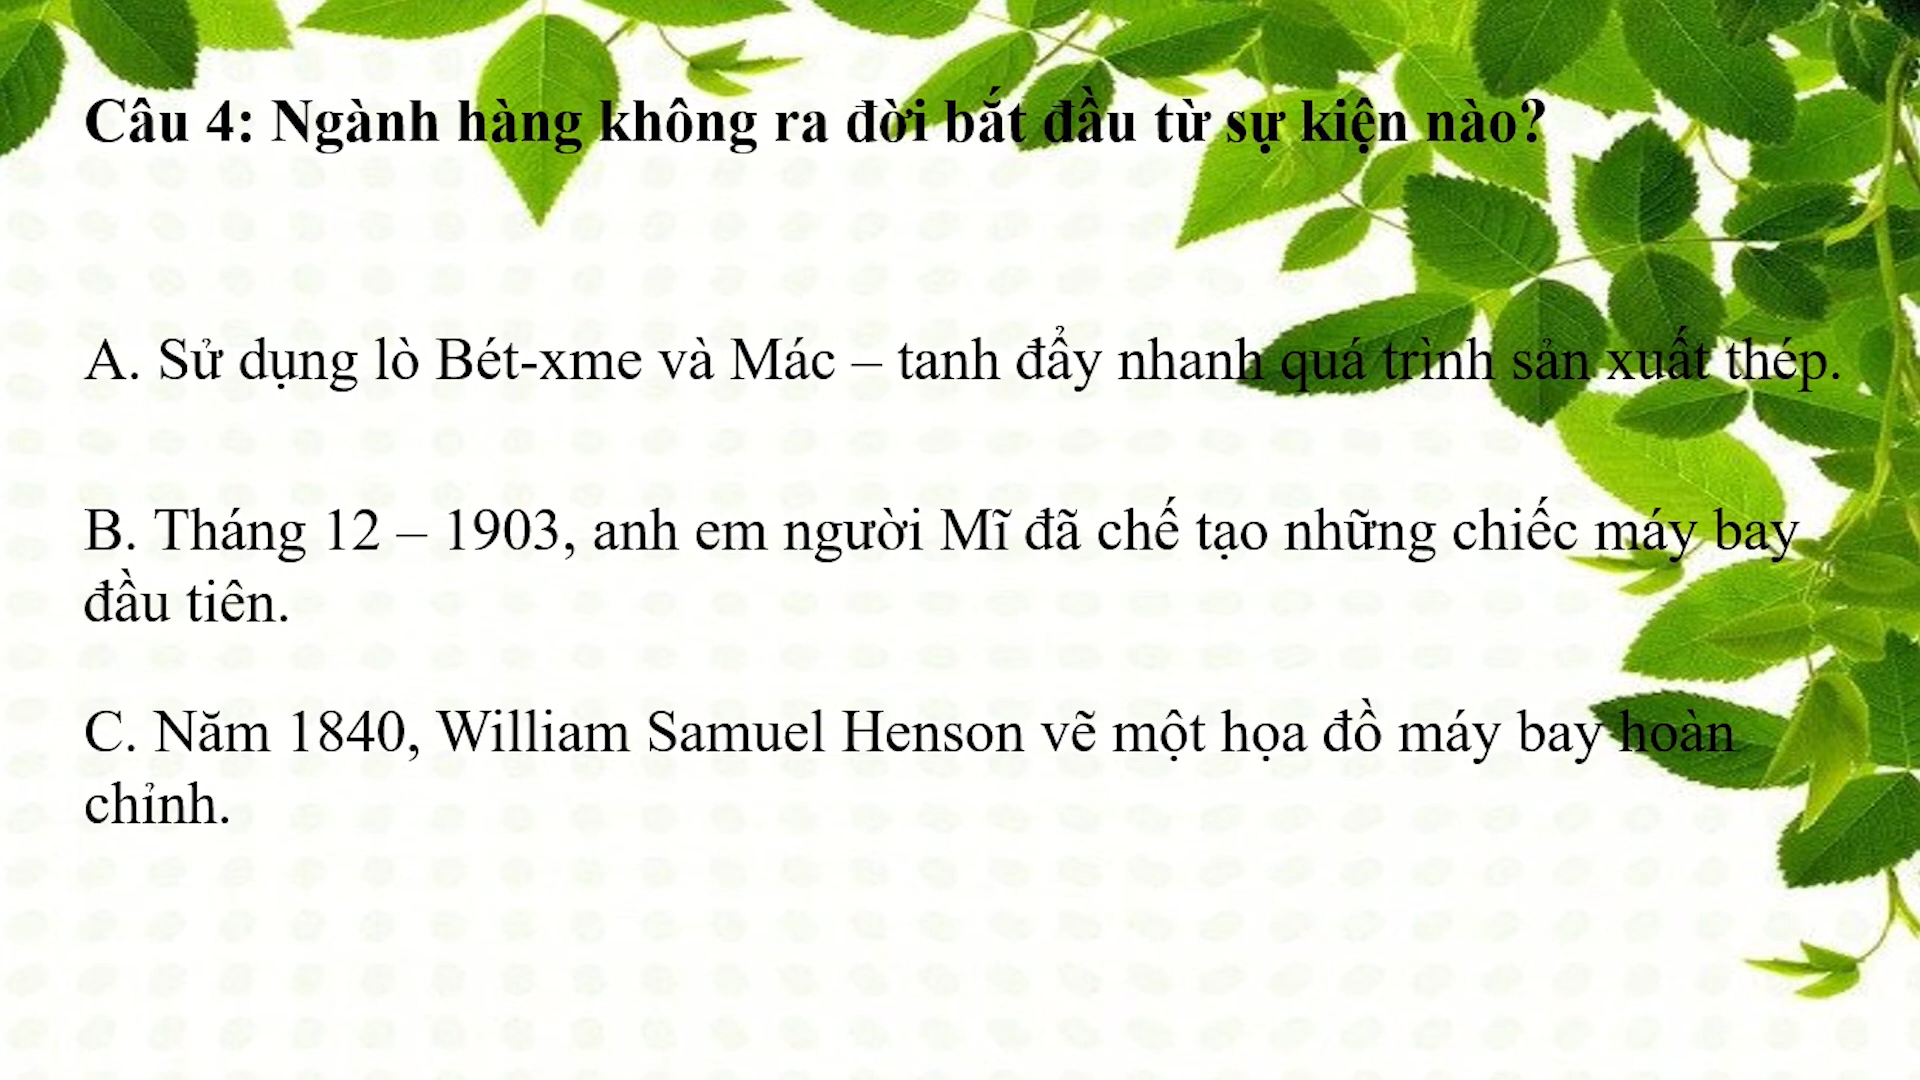 Câu 4: Ngành hàng không ra đời bắt đầu từ sự kiện nào?
A. Sử dụng lò Bét-xme và Mác – tanh đẩy nhanh quá trình sản xuất thép.
B. Tháng 12 – 1903, anh em người Mĩ đã chế tạo những chiếc máy bay
đầu tiên.
C. Năm 1840, William Samuel Henson vẽ một họa đồ máy bay hoàn
chỉnh.